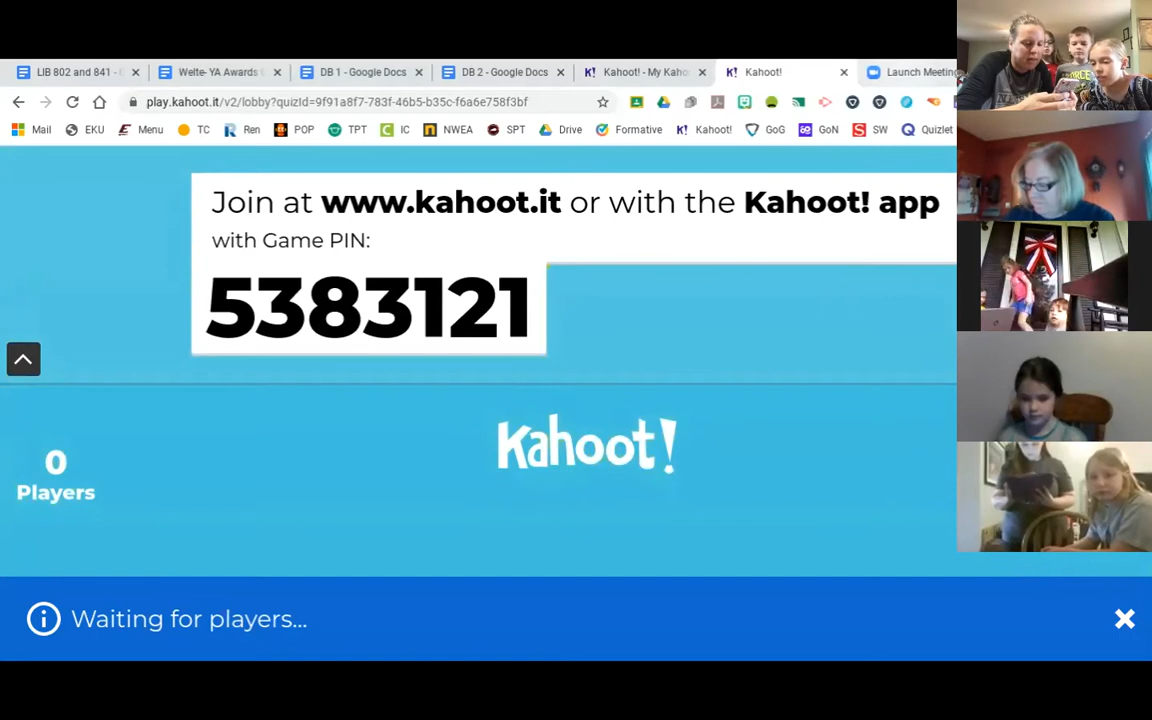 LIB 802 and 841 -
Welte- YA Awards
DB 1 - Google Docs
DB 2 - Google Docs
Kahoot! - My Kaho
Kahoot!
Launch Meeting
play.kahoot.it/v2/lobby?quizId=9f91a8f7-783f-46b5-b35c-f6a6e758f3bf
Mail EKU Menu TC Ren POP TPT IC NWEA SPT Drive Formative Kahoot! GoG GoN SW Quizlet
Join at www.kahoot.it or with the Kahoot! app
with Game PIN:
5383121
Kahoot!
0
Players
Waiting for players...